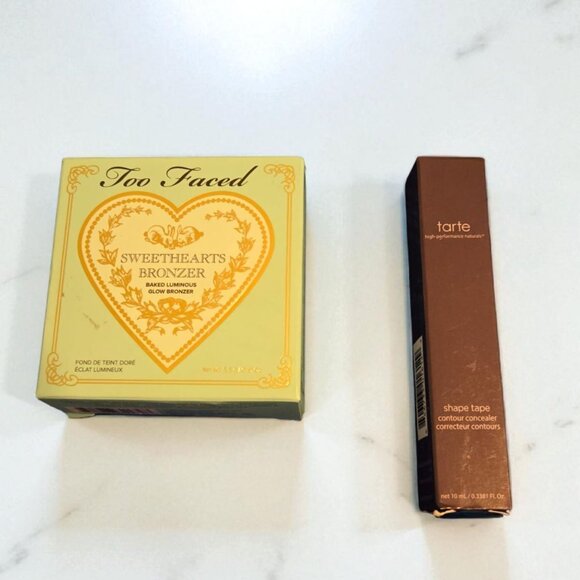 Too Faced
SWEETHEARTS
BRONZER
BAKED LUMINOUS
GLOW BRONZER
FOND DE TEINT DORÉ
ÉCLAT LUMINEUX
tarte
high-performance naturals™
shape tape
contour concealer
correcteur contours
net 10 mL / 0.3381 Fl. Oz.